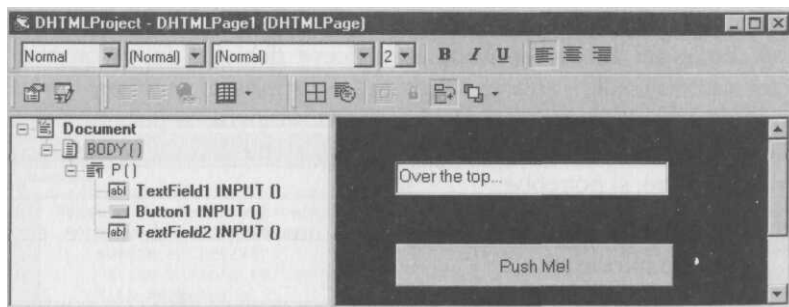 DHTMLProject - DHTMLPage1 (DHTMLPage)
Normal (Normal) (Normal) 2 B I U
Document
BODY ()
P ()
TextField1 INPUT ()
Button1 INPUT ()
TextField2 INPUT ()
Over the top...
Push Me!